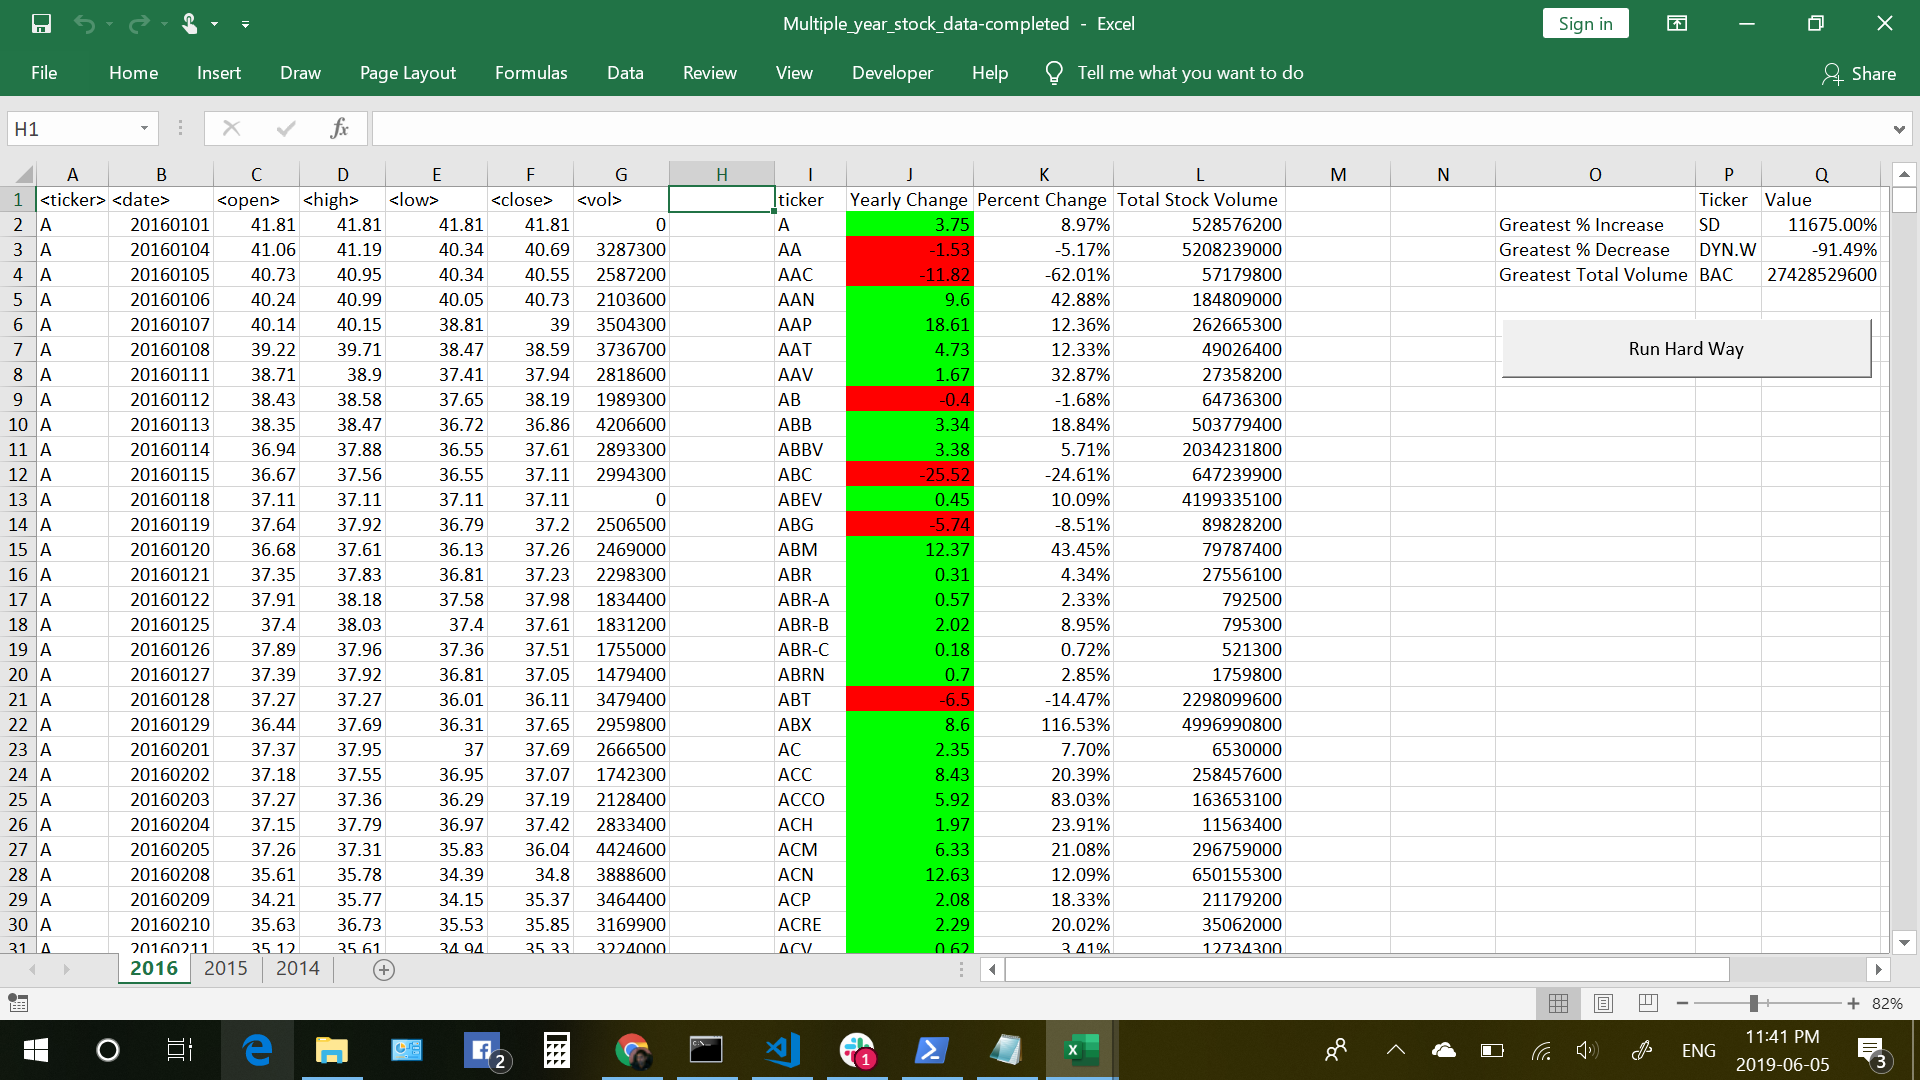 Multiple_year_stock_data-completed - Excel
Sign in
File Home Insert Draw Page Layout Formulas Data Review View Developer Help Tell me what you want to do Share
H1 fx
A B C D E F G H I J K L M N O P Q
1 <ticker> <date> <open> <high> <low> <close> <vol> ticker Yearly Change Percent Change Total Stock Volume Ticker Value
2 A 20160101 41.81 41.81 41.81 41.81 0 A 3.75 8.97% 528576200 Greatest % Increase SD 11675.00%
3 A 20160104 41.06 41.19 40.34 40.69 3287300 AA -1.53 -5.17% 5208239000 Greatest % Decrease DYN.W -91.49%
4 A 20160105 40.73 40.95 40.34 40.55 2587200 AAC -11.82 -62.01% 57179800 Greatest Total Volume BAC 27428529600
5 A 20160106 40.24 40.99 40.05 40.73 2103600 AAN 9.6 42.88% 184809000
6 A 20160107 40.14 40.15 38.81 39 3504300 AAP 18.61 12.36% 262665300
7 A 20160108 39.22 39.71 38.47 38.59 3736700 AAT 4.73 12.33% 49026400 Run Hard Way
8 A 20160111 38.71 38.9 37.41 37.94 2818600 AAV 1.67 32.87% 27358200
9 A 20160112 38.43 38.58 37.65 38.19 1989300 AB -0.4 -1.68% 64736300
10 A 20160113 38.35 38.47 36.72 36.86 4206600 ABB 3.34 18.84% 503779400
11 A 20160114 36.94 37.88 36.55 37.61 2893300 ABBV 3.38 5.71% 2034231800
12 A 20160115 36.67 37.56 36.55 37.11 2994300 ABC -25.52 -24.61% 647239900
13 A 20160118 37.11 37.11 37.11 37.11 0 ABEV 0.45 10.09% 4199335100
14 A 20160119 37.64 37.92 36.79 37.2 2506500 ABG -5.74 -8.51% 89828200
15 A 20160120 36.68 37.61 36.13 37.26 2469000 ABM 12.37 43.45% 79787400
16 A 20160121 37.35 37.83 36.81 37.23 2298300 ABR 0.31 4.34% 27556100
17 A 20160122 37.91 38.18 37.58 37.98 1834400 ABR-A 0.57 2.33% 792500
18 A 20160125 37.4 38.03 37.4 37.61 1831200 ABR-B 2.02 8.95% 795300
19 A 20160126 37.89 37.96 37.36 37.51 1755000 ABR-C 0.18 0.72% 521300
20 A 20160127 37.39 37.92 36.81 37.05 1479400 ABRN 0.7 2.85% 1759800
21 A 20160128 37.27 37.27 36.01 36.11 3479400 ABT -6.5 -14.47% 2298099600
22 A 20160129 36.44 37.69 36.31 37.65 2959800 ABX 8.6 116.53% 4996990800
23 A 20160201 37.37 37.95 37 37.69 2666500 AC 2.35 7.70% 6530000
24 A 20160202 37.18 37.55 36.95 37.07 1742300 ACC 8.43 20.39% 258457600
25 A 20160203 37.27 37.36 36.29 37.19 2128400 ACCO 5.92 83.03% 163653100
26 A 20160204 37.15 37.79 36.97 37.42 2833400 ACH 1.97 23.91% 11563400
27 A 20160205 37.26 37.31 35.83 36.04 4424600 ACM 6.33 21.08% 296759000
28 A 20160208 35.61 35.78 34.39 34.8 3888600 ACN 12.63 12.09% 650155300
29 A 20160209 34.21 35.77 34.15 35.37 3464400 ACP 2.08 18.33% 21179200
30 A 20160210 35.63 36.73 35.53 35.85 3169900 ACRE 2.29 20.02% 35062000
31 A 20160211 35.12 35.61 34.94 35.33 3224000 ACV 0.62 3.41% 12734300
2016 2015 2014
82%
2 1 ENG 11:41 PM 3
2019-06-05